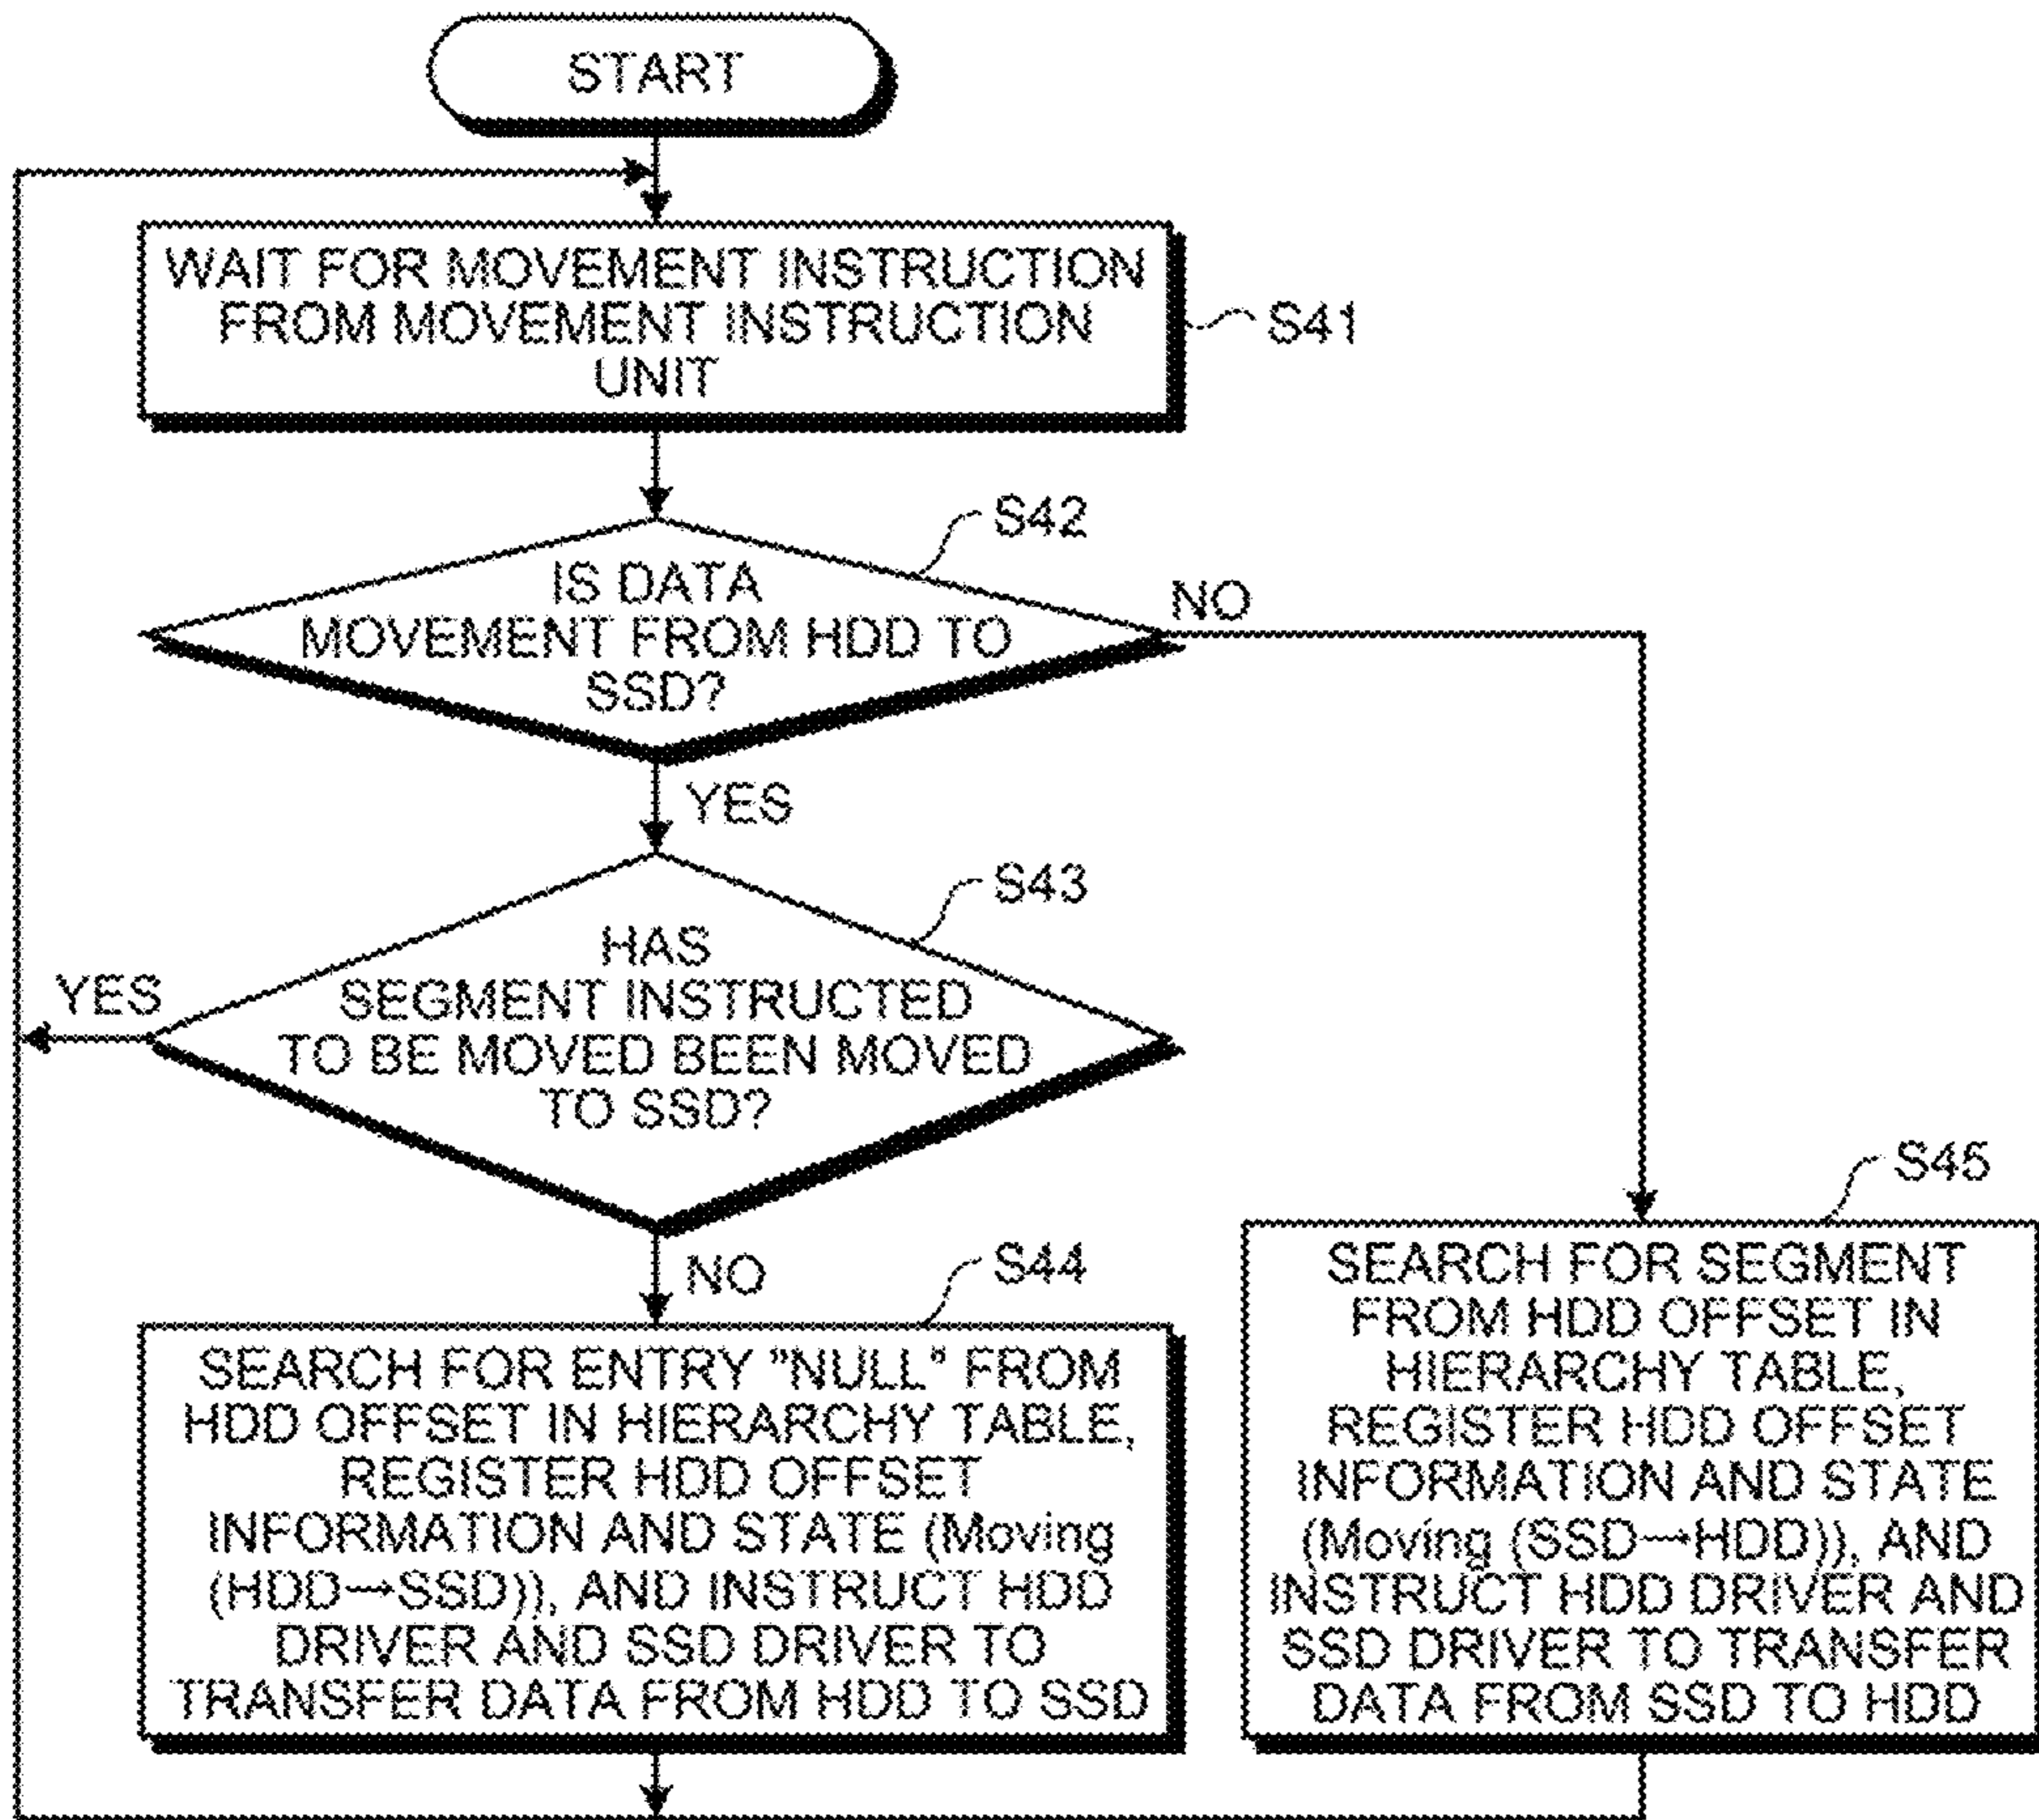 START
WAIT FOR MOVEMENT INSTRUCTION
FROM MOVEMENT INSTRUCTION
UNIT
S41
S42
IS DATA
MOVEMENT FROM HDD TO
SSD?
NO
YES
S43
HAS
SEGMENT INSTRUCTED
TO BE MOVED BEEN MOVED
TO SSD?
YES
NO
S44
SEARCH FOR ENTRY "NULL" FROM
HDD OFFSET IN HIERARCHY TABLE,
REGISTER HDD OFFSET
INFORMATION AND STATE (Moving
(HDD→SSD)), AND INSTRUCT HDD
DRIVER AND SSD DRIVER TO
TRANSFER DATA FROM HDD TO SSD
S45
SEARCH FOR SEGMENT
FROM HDD OFFSET IN
HIERARCHY TABLE,
REGISTER HDD OFFSET
INFORMATION AND STATE
(Moving (SSD→HDD)), AND
INSTRUCT HDD DRIVER AND
SSD DRIVER TO TRANSFER
DATA FROM SSD TO HDD